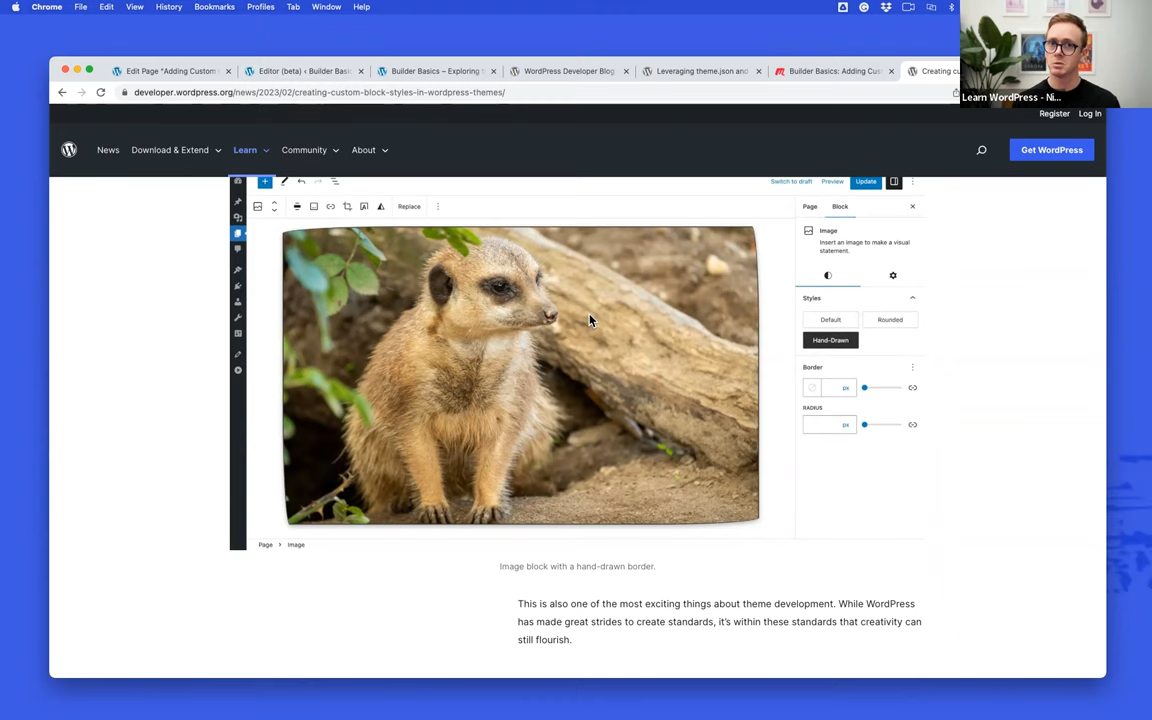 Chrome File Edit View History Bookmarks Profiles Tab Window Help
Edit Page "Adding Custom
Editor (beta) ‹ Builder Basic
Builder Basics – Exploring
WordPress Developer Blog
Leveraging theme.json and
Builder Basics: Adding Cus
Creating cu
developer.wordpress.org/news/2023/02/creating-custom-block-styles-in-wordpress-themes/
Learn WordPress - Ni...
Register Log In
News Download & Extend Learn Community About Get WordPress
Switch to draft Preview Update
Replace Page Block
Image
Insert an image to make a visual
statement.
Styles
Default Rounded
Hand-Drawn
Border
px
RADIUS
px
Page > Image
Image block with a hand-drawn border.
This is also one of the most exciting things about theme development. While WordPress
has made great strides to create standards, it's within these standards that creativity can
still flourish.